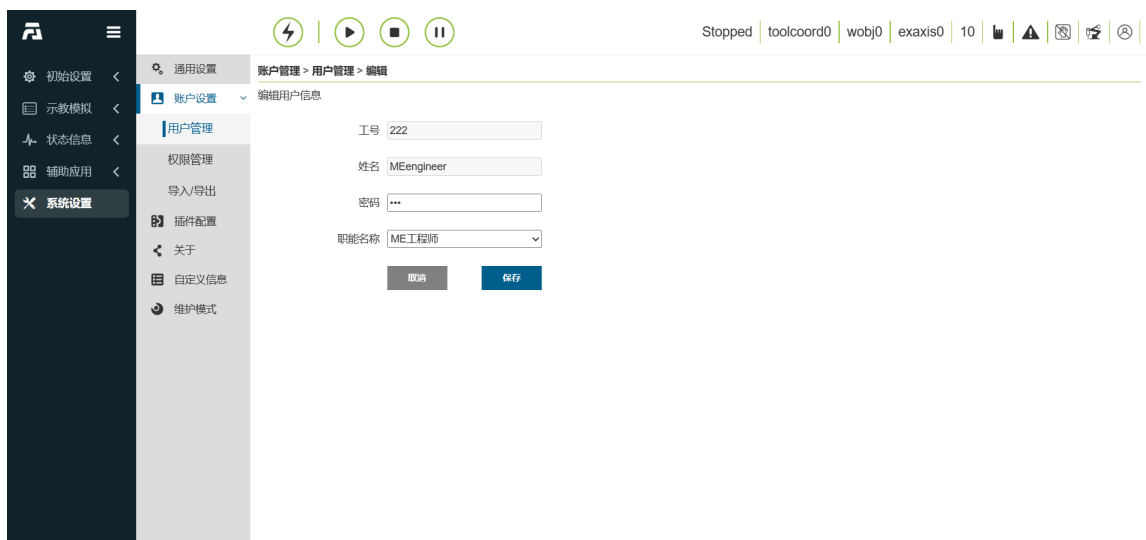 Stopped toolcoord0 wobj0 exaxis0 10
初始设置
示教模拟
状态信息
辅助应用
系统设置
通用设置
账户设置
用户管理
权限管理
导入/导出
插件配置
关于
自定义信息
维护模式
账户管理 > 用户管理 > 编辑
编辑用户信息
工号 222
姓名 MEengineer
密码 •••
职能名称 ME工程师
取消 保存